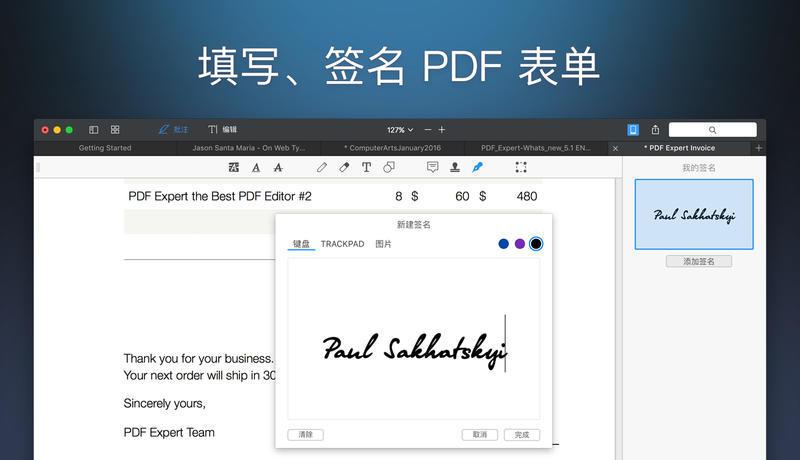 填写、签名 PDF 表单
批注
编辑
127%
Getting Started
Jason Santa Maria - On Web Ty...
* ComputerArtsJanuary2016
PDF_Expert-Whats_new_5.1 EN...
* PDF Expert Invoice
我的签名
PDF Expert the Best PDF Editor #2 8 $ 60 $ 480
Paul Sakhatskyi
添加签名
新建签名
键盘 TRACKPAD 图片
Paul Sakhatskyi
Thank you for your business.
Your next order will ship in 30
Sincerely yours,
PDF Expert Team
清除 取消 完成